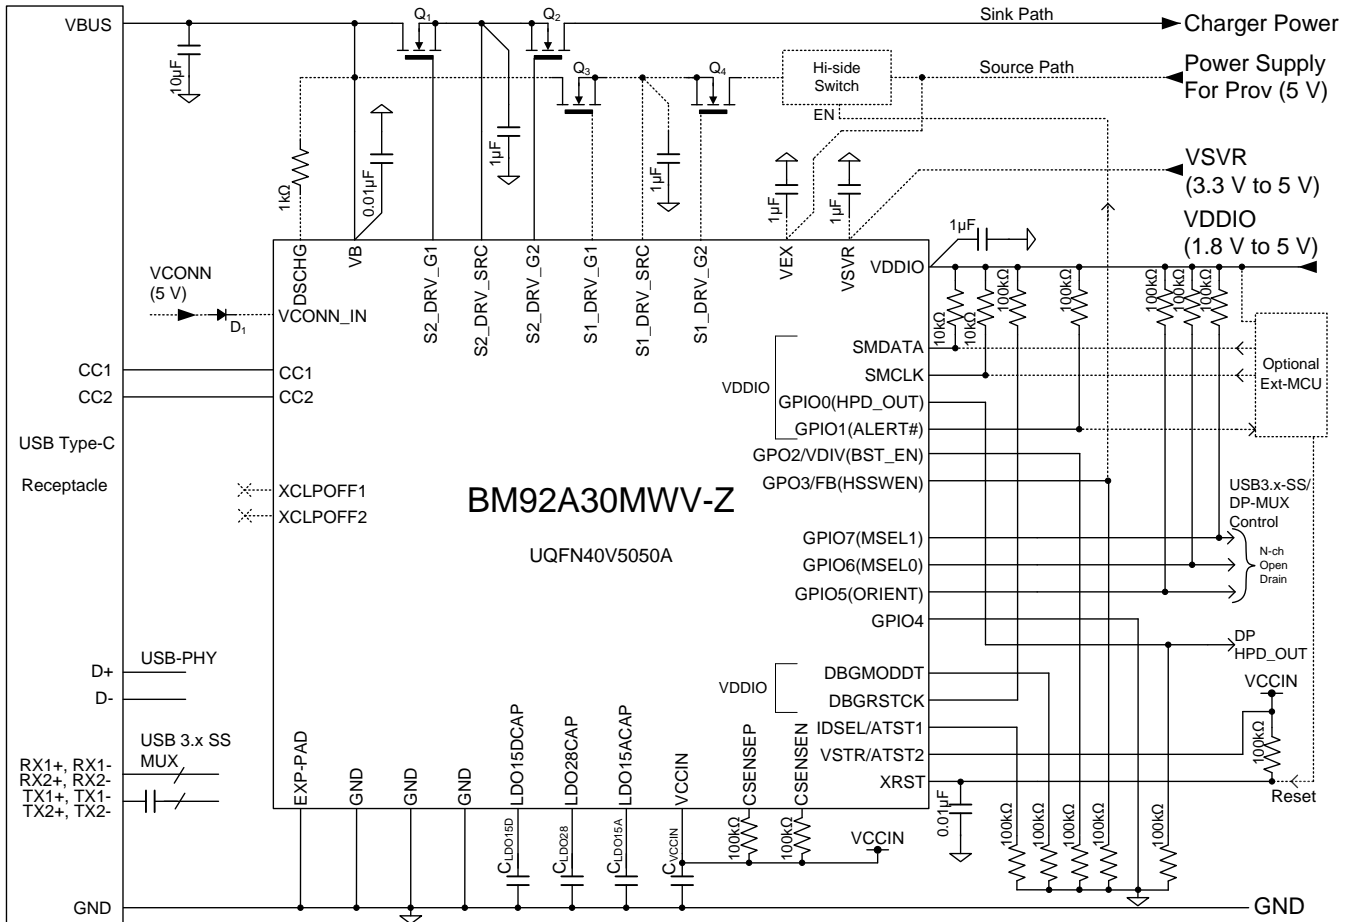 VBUS
10µF
Q1
Q2
Sink Path
Charger Power
Q3
Q4
Hi-side
Switch
EN
Source Path
Power Supply
For Prov (5 V)
1kΩ
0.01µF
1µF
1µF
1µF
1µF
VSVR
(3.3 V to 5 V)
VDDIO
(1.8 V to 5 V)
1µF
VCONN
(5 V)
D1
DSCHG
VB
S2_DRV_G1
S2_DRV_SRC
S2_DRV_G2
S1_DRV_G1
S1_DRV_SRC
S1_DRV_G2
VEX
VSVR
VDDIO
VCONN_IN
10kΩ
10kΩ
100kΩ
100kΩ
100kΩ
100kΩ
100kΩ
CC1
CC2
CC1
CC2
USB Type-C
Receptacle
XCLPOFF1
XCLPOFF2
BM92A30MWV-Z
UQFN40V5050A
VDDIO
SMDATA
SMCLK
GPIO0(HPD_OUT)
GPIO1(ALERT#)
GPO2/VDIV(BST_EN)
GPO3/FB(HSSWEN)
GPIO7(MSEL1)
GPIO6(MSEL0)
GPIO5(ORIENT)
GPIO4
Optional
Ext-MCU
USB3.x-SS/
DP-MUX
Control
N-ch
Open
Drain
DP
HPD_OUT
VDDIO
DBGMODDT
DBGRSTCK
IDSEL/ATST1
VSTR/ATST2
XRST
VCCIN
100kΩ
Reset
D+
USB-PHY
D-
USB 3.x SS
MUX
RX1+, RX1-
RX2+, RX2-
TX1+, TX1-
TX2+, TX2-
EXP-PAD
GND
GND
GND
LDO15DCAP
LDO28CAP
LDO15ACAP
VCCIN
CSENSEP
CSENSEN
CLDO15D
CLDO28
CLDO15A
CVCCIN
100kΩ
100kΩ
VCCIN
0.01µF
100kΩ
100kΩ
100kΩ
100kΩ
100kΩ
GND
GND